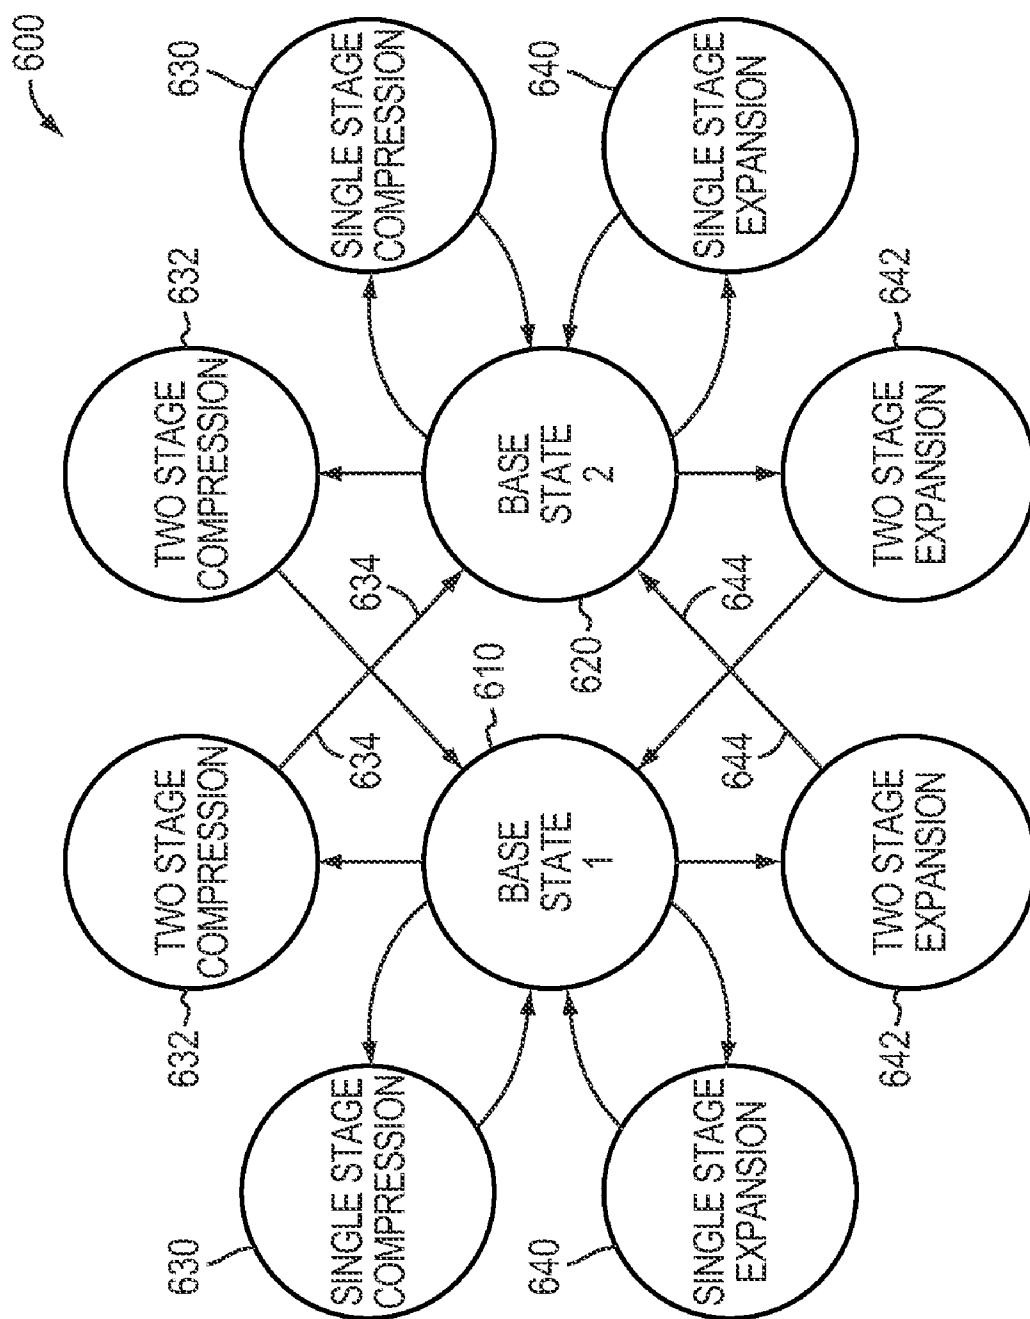 600
630
632
632
630
TWO STAGE
COMPRESSION
TWO STAGE
COMPRESSION
SINGLE STAGE
COMPRESSION
634
634
SINGLE STAGE
COMPRESSION
610
BASE
STATE
1
BASE
STATE
2
620
640
640
SINGLE STAGE
EXPANSION
644
644
SINGLE STAGE
EXPANSION
642
TWO STAGE
EXPANSION
TWO STAGE
EXPANSION
642